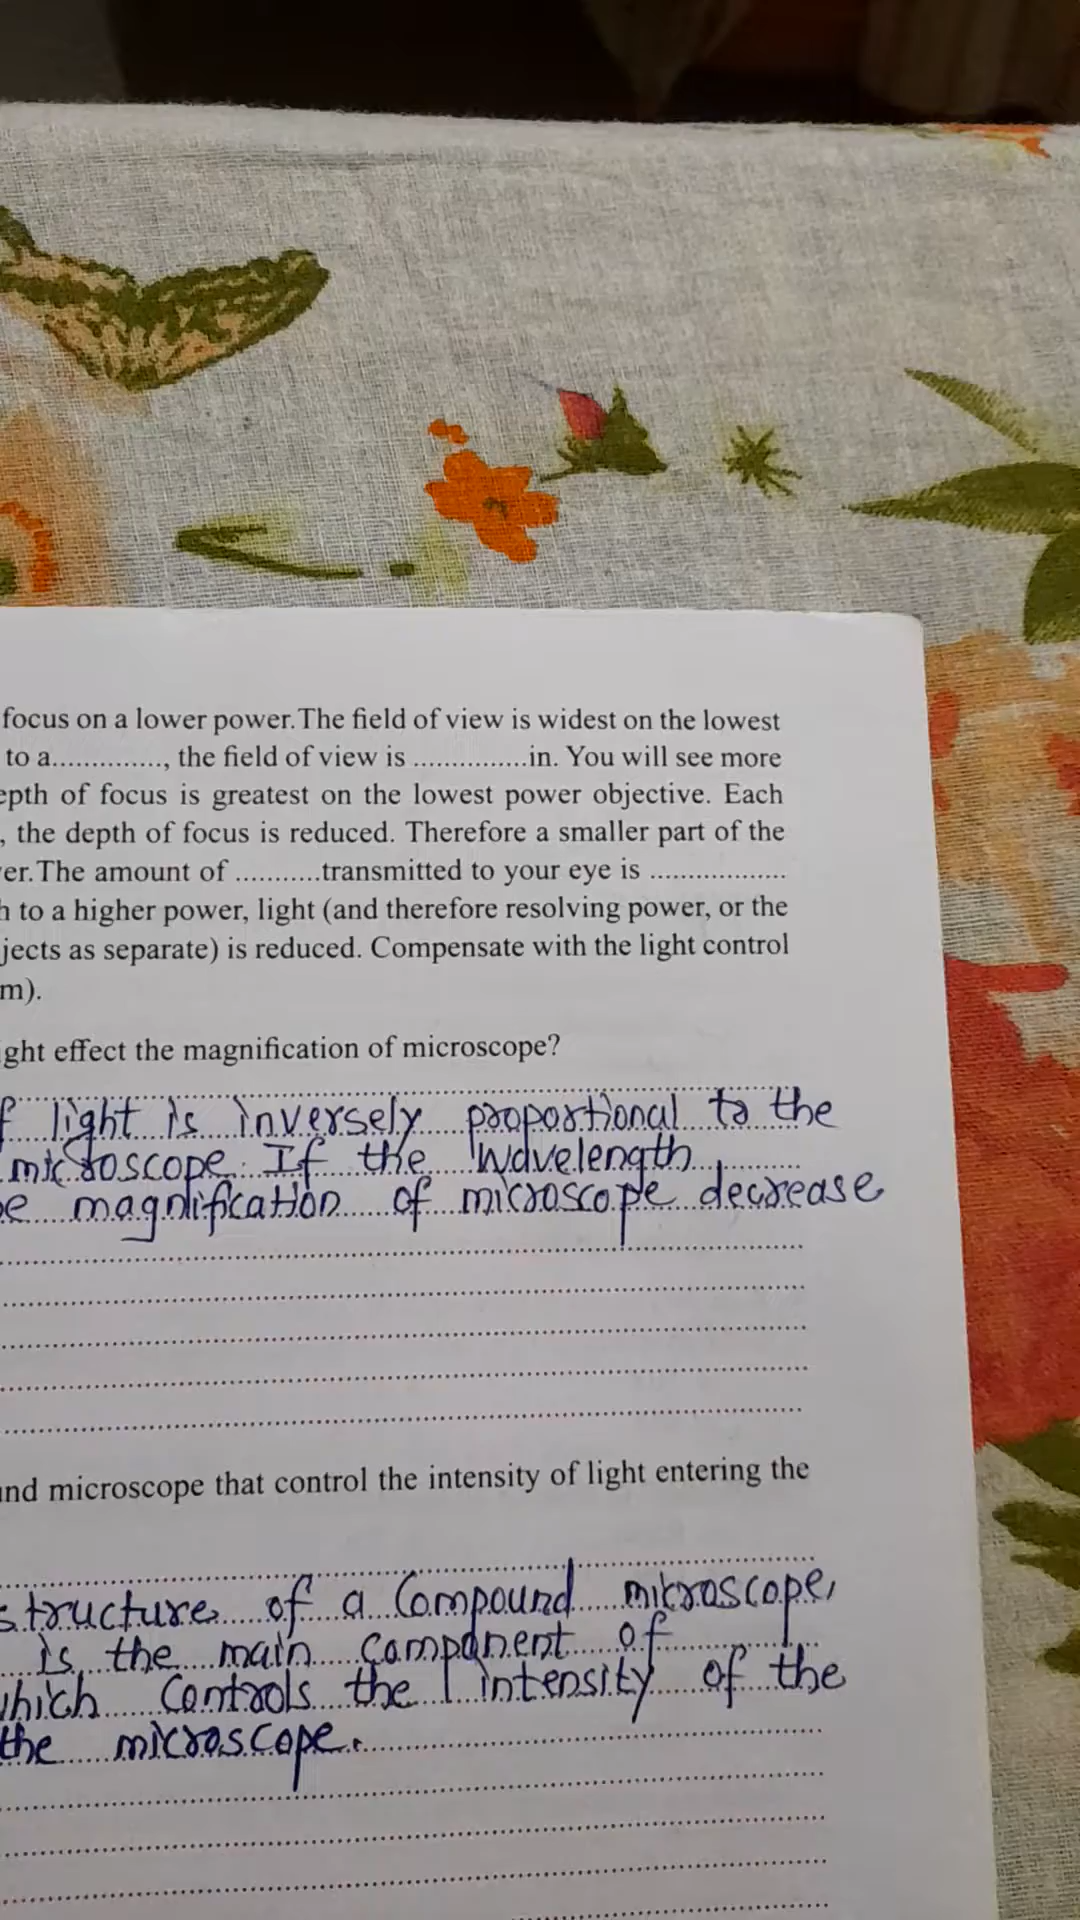 focus on a lower power.The field of view is widest on the lowest
to a.............., the field of view is ...............in. You will see more
epth of focus is greatest on the lowest power objective. Each
, the depth of focus is reduced. Therefore a smaller part of the
er.The amount of ...........transmitted to your eye is ..................
h to a higher power, light (and therefore resolving power, or the
jects as separate) is reduced. Compensate with the light control
m).
ght effect the magnification of microscope?
f light is inversely proportional to the
microscope. If the wavelength
e magnification of microscope decrease
und microscope that control the intensity of light entering the
structure of a Compound microscope,
is the main component of
which Controls the intensity of the
the microscope.